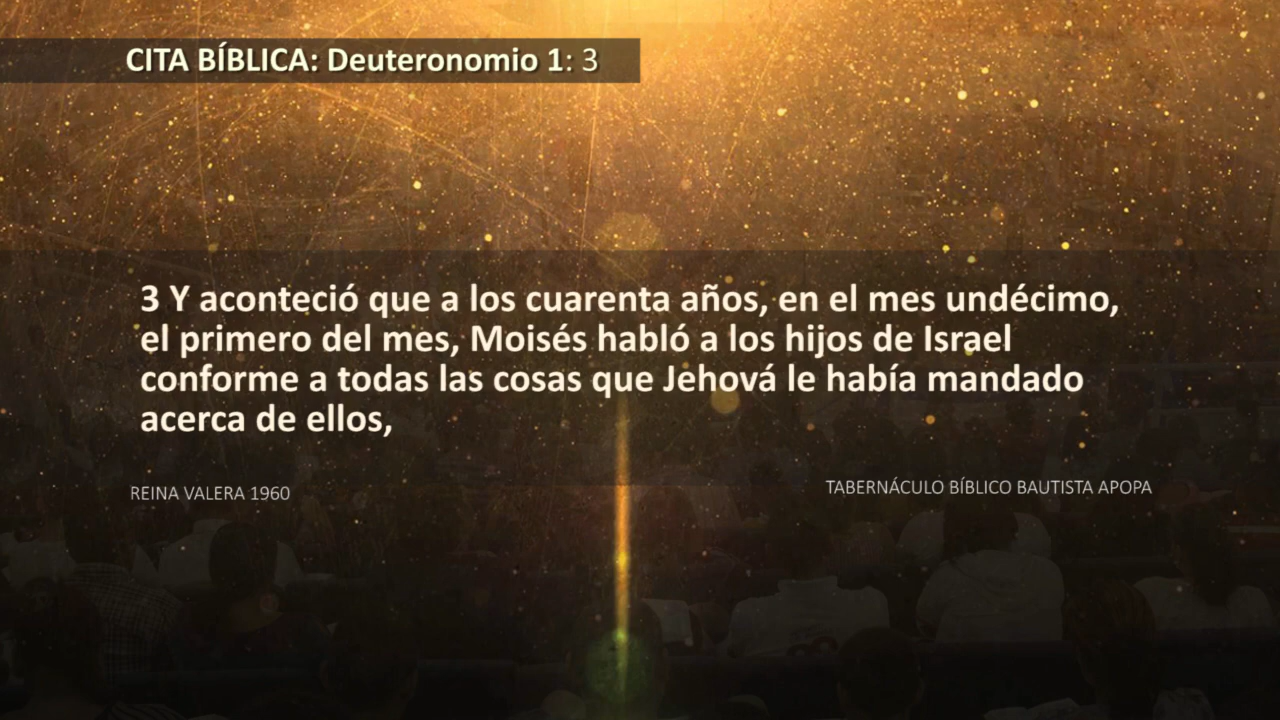 CITA BÍBLICA: Deuteronomio 1: 3
3 Y aconteció que a los cuarenta años, en el mes undécimo,
el primero del mes, Moisés habló a los hijos de Israel
conforme a todas las cosas que Jehová le había mandado
acerca de ellos,
REINA VALERA 1960
TABERNÁCULO BÍBLICO BAUTISTA APOPA